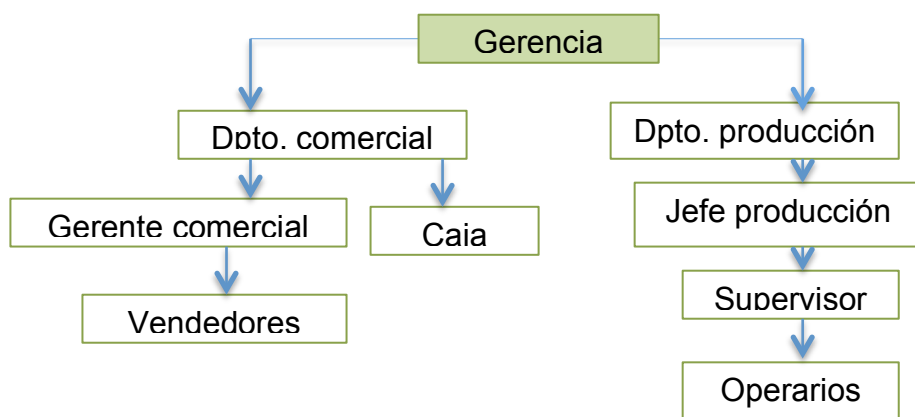 Gerencia
Dpto. comercial
Dpto. producción
Gerente comercial
Caja
Jefe producción
Supervisor
Vendedores
Operarios